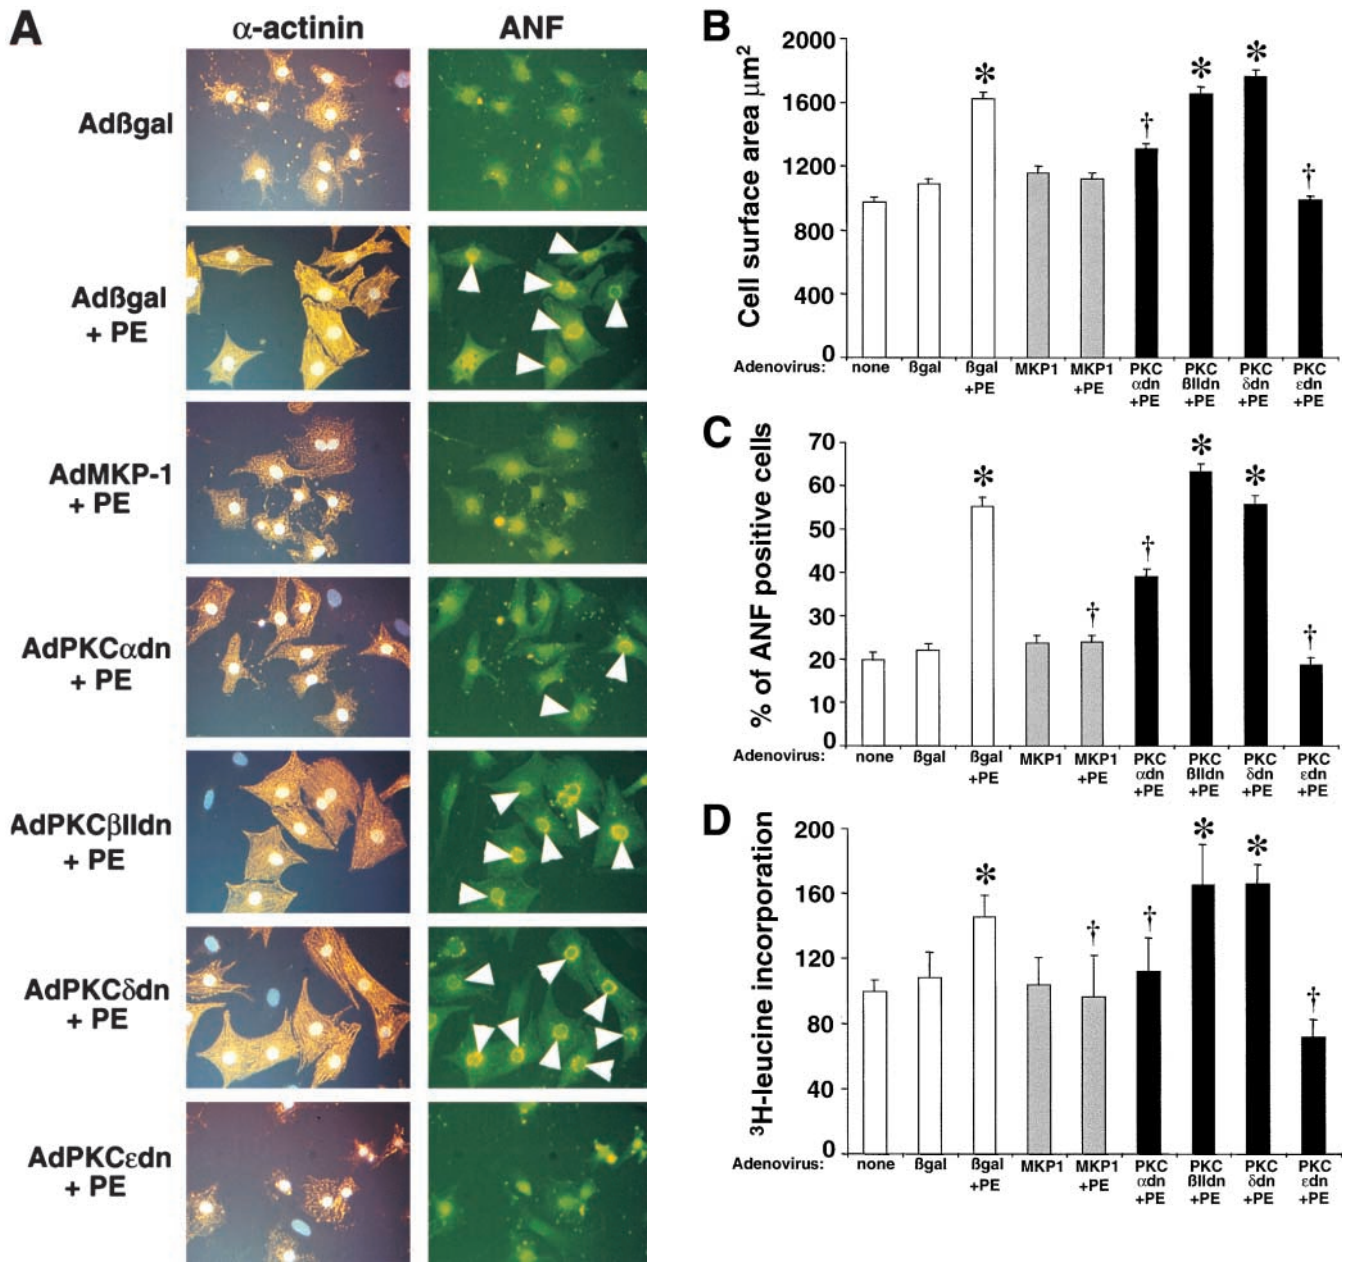 A
α-actinin ANF
Adßgal
Adßgal
+ PE
AdMKP-1
+ PE
AdPKCαdn
+ PE
AdPKCβIIdn
+ PE
AdPKCδdn
+ PE
AdPKCεdn
+ PE
B
Cell surface area μm²
2000
1600
1200
800
400
0
* † * * †
Adenovirus: none ßgal ßgal MKP1 MKP1 PKC PKC PKC PKC
+PE +PE αdn ßIIdn δdn εdn
+PE +PE +PE +PE
C
% of ANF positive cells
70
60
50
40
30
20
10
0
* † † * * †
Adenovirus: none ßgal ßgal MKP1 MKP1 PKC PKC PKC PKC
+PE +PE αdn ßIIdn δdn εdn
+PE +PE +PE +PE
D
³H-leucine incorporation
200
160
120
80
40
0
* † † * * †
Adenovirus: none ßgal ßgal MKP1 MKP1 PKC PKC PKC PKC
+PE +PE αdn ßIIdn δdn εdn
+PE +PE +PE +PE